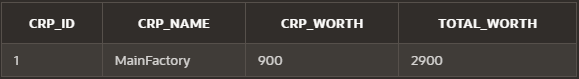 CRP_ID CRP_NAME CRP_WORTH TOTAL_WORTH
1 MainFactory 900 2900